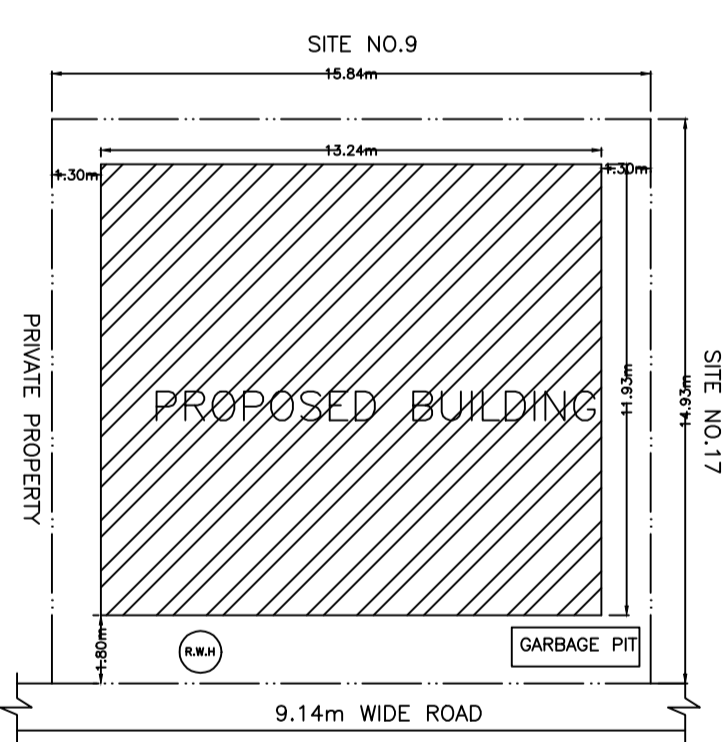 SITE NO.9
15.84m
13.24m
1.30m
1.30m
PRIVATE PROPERTY
PROPOSED BUILDING
11.93m
14.93m
SITE NO.17
1.80m
R.W.H
GARBAGE PIT
9.14m WIDE ROAD